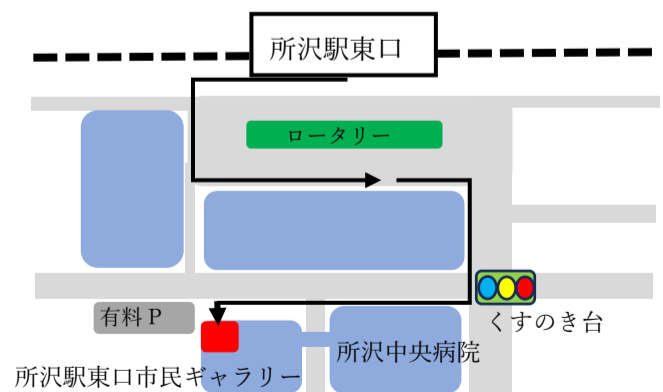 所沢駅東口
ロータリー
有料 P
くすのき台
所沢中央病院
所沢駅東口市民ギャラリー